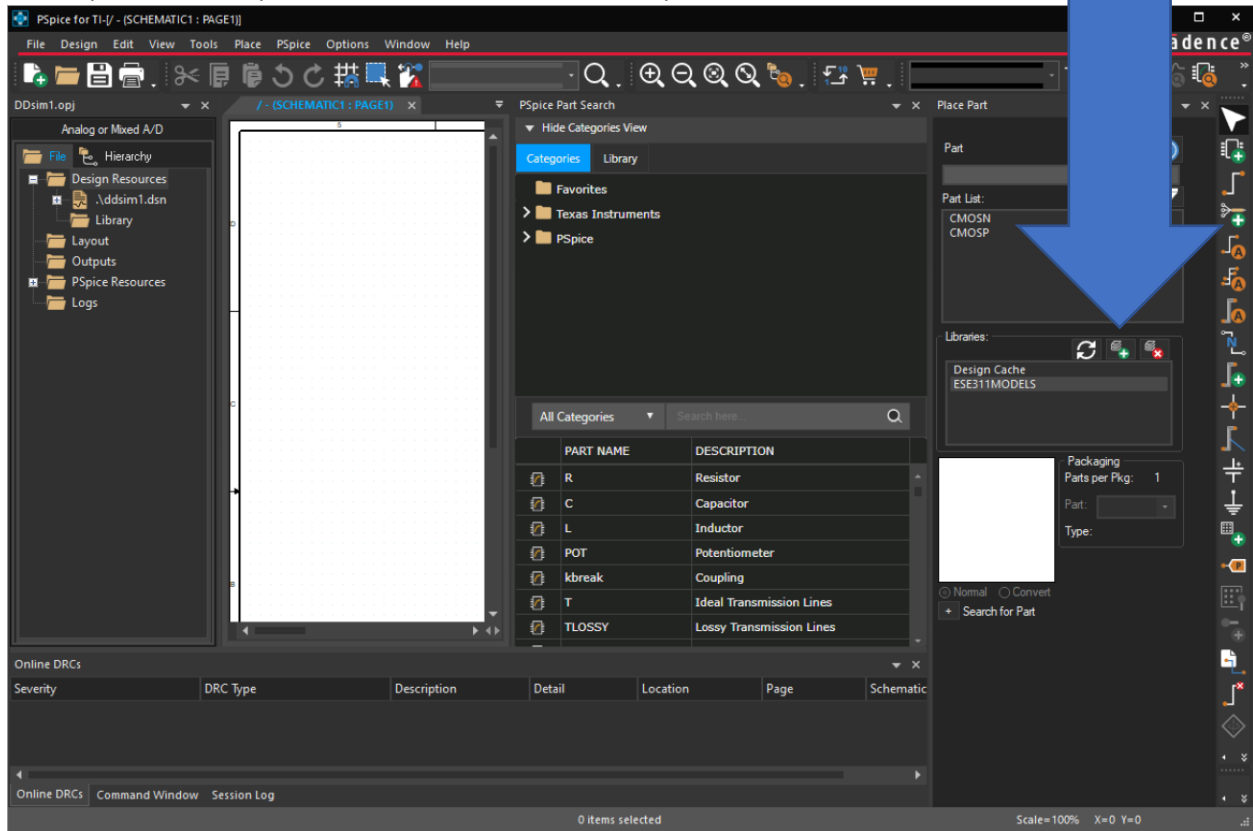 PSpice for TI-[/ - (SCHEMATIC1 : PAGE1)]
File Design Edit View Tools Place PSpice Options Window Help
adence®
DDsim1.opj
/ - (SCHEMATIC1 : PAGE1)
PSpice Part Search
Place Part
Analog or Mixed A/D
File Hierarchy
Design Resources
.\ddsim1.dsn
Library
Layout
Outputs
PSpice Resources
Logs
5
D
C
B
Hide Categories View
Categories Library
Favorites
Texas Instruments
PSpice
All Categories Search here...
PART NAME DESCRIPTION
R Resistor
C Capacitor
L Inductor
POT Potentiometer
kbreak Coupling
T Ideal Transmission Lines
TLOSSY Lossy Transmission Lines
Part
Part List:
CMOSN
CMOSP
Libraries:
Design Cache
ESE311MODELS
Packaging
Parts per Pkg: 1
Part:
Type:
Normal Convert
+ Search for Part
Online DRCs
Severity DRC Type Description Detail Location Page Schematic
Online DRCs Command Window Session Log
0 items selected Scale=100% X=0 Y=0